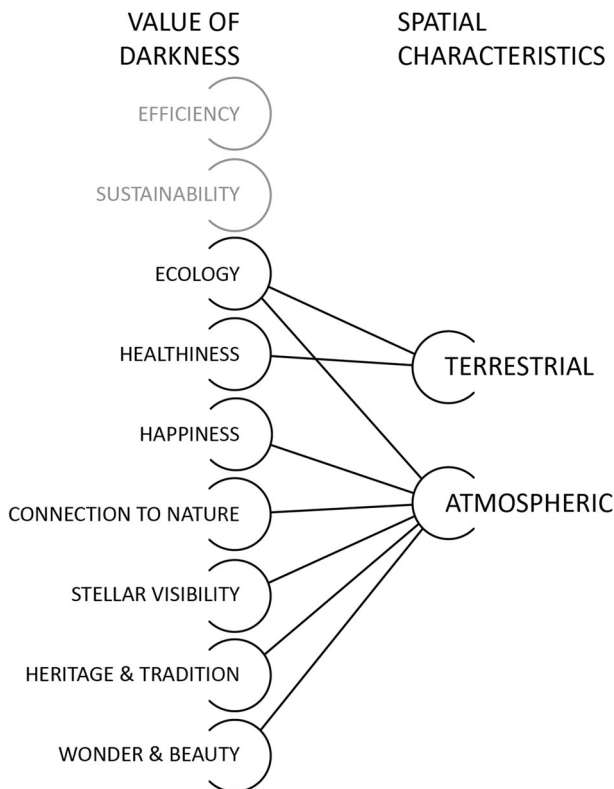 VALUE OF
DARKNESS
SPATIAL
CHARACTERISTICS
EFFICIENCY
SUSTAINABILITY
ECOLOGY
HEALTHINESS
HAPPINESS
CONNECTION TO NATURE
STELLAR VISIBILITY
HERITAGE & TRADITION
WONDER & BEAUTY
TERRESTRIAL
ATMOSPHERIC